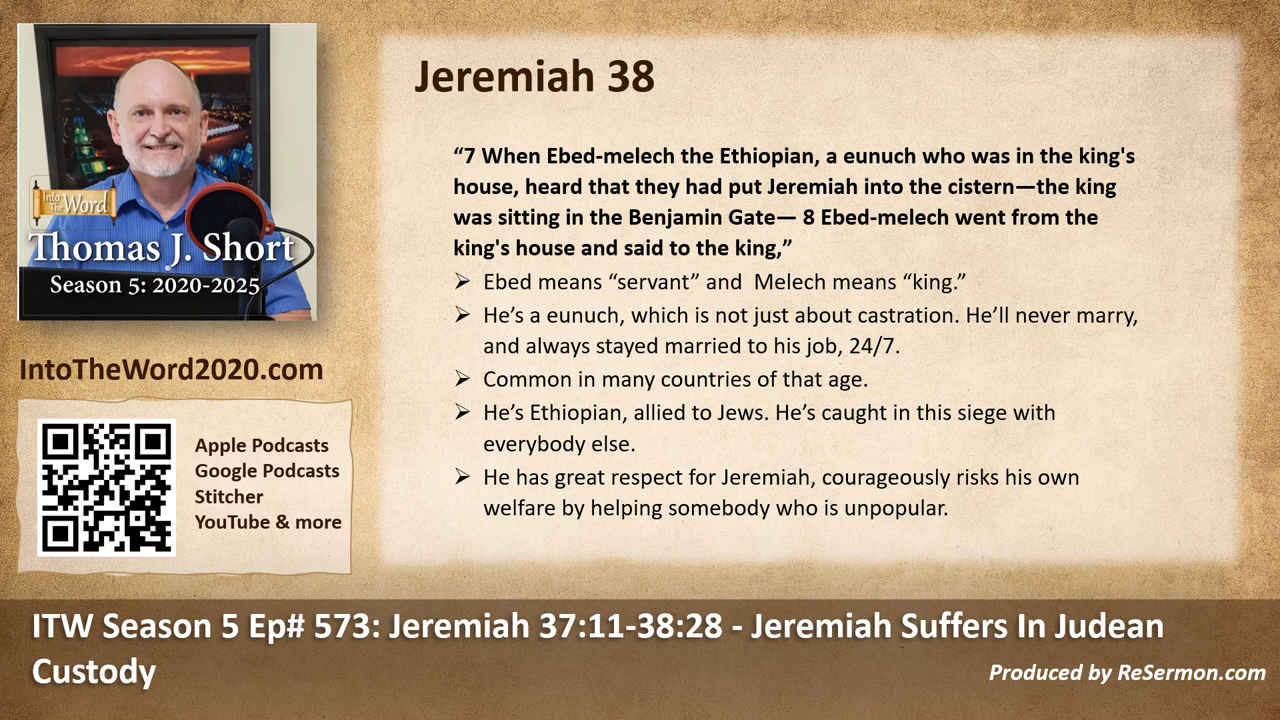 Into
The Word
Thomas J. Short
Season 5: 2020-2025
IntoTheWord2020.com
Apple Podcasts
Google Podcasts
Stitcher
YouTube & more
Jeremiah 38
“7 When Ebed-melech the Ethiopian, a eunuch who was in the king's
house, heard that they had put Jeremiah into the cistern—the king
was sitting in the Benjamin Gate— 8 Ebed-melech went from the
king's house and said to the king,”
➢ Ebed means “servant” and  Melech means “king.”
➢ He’s a eunuch, which is not just about castration. He’ll never marry,
and always stayed married to his job, 24/7.
➢ Common in many countries of that age.
➢ He’s Ethiopian, allied to Jews. He’s caught in this siege with
everybody else.
➢ He has great respect for Jeremiah, courageously risks his own
welfare by helping somebody who is unpopular.
ITW Season 5 Ep# 573: Jeremiah 37:11-38:28 - Jeremiah Suffers In Judean
Custody
Produced by ReSermon.com